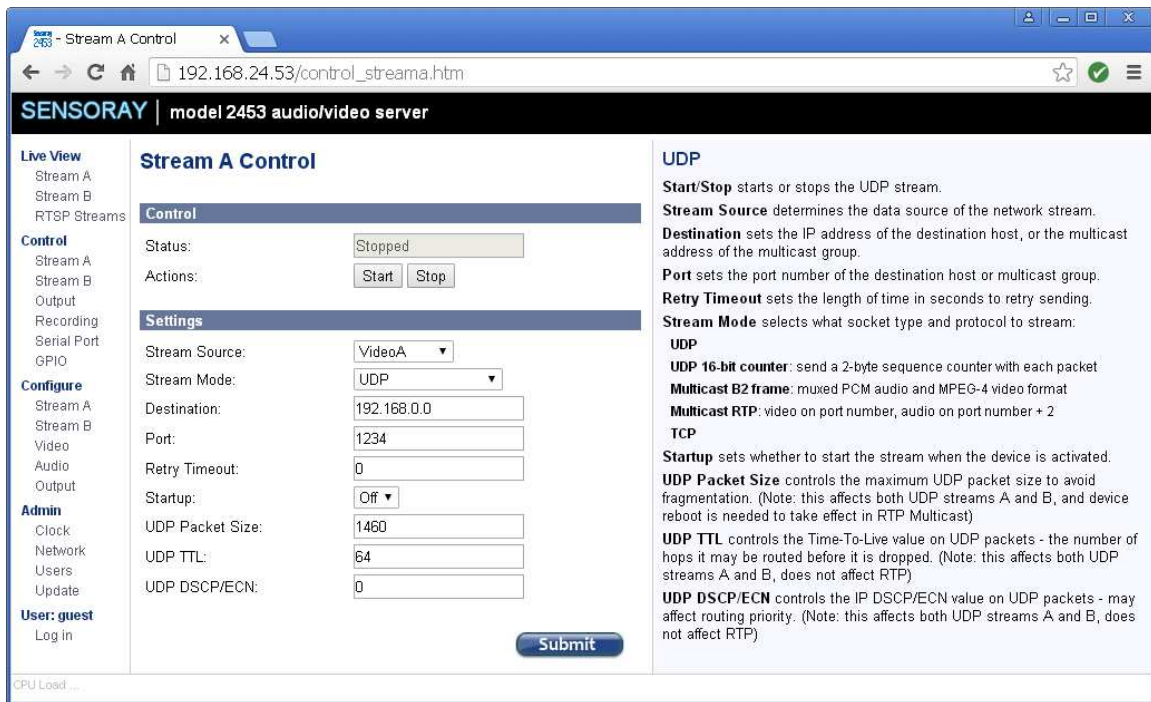 Stream A Control
192.168.24.53/control_streama.htm
SENSORAY | model 2453 audio/video server
Live View
Stream A
Stream B
RTSP Streams
Control
Stream A
Stream B
Output
Recording
Serial Port
GPIO
Configure
Stream A
Stream B
Video
Audio
Output
Admin
Clock
Network
Users
Update
User: guest
Log in
Stream A Control
Control
Status: Stopped
Actions: Start Stop
Settings
Stream Source: VideoA
Stream Mode: UDP
Destination: 192.168.0.0
Port: 1234
Retry Timeout: 0
Startup: Off
UDP Packet Size: 1460
UDP TTL: 64
UDP DSCP/ECN: 0
Submit
UDP
Start/Stop starts or stops the UDP stream.
Stream Source determines the data source of the network stream.
Destination sets the IP address of the destination host, or the multicast
address of the multicast group.
Port sets the port number of the destination host or multicast group.
Retry Timeout sets the length of time in seconds to retry sending.
Stream Mode selects what socket type and protocol to stream:
UDP
UDP 16-bit counter: send a 2-byte sequence counter with each packet
Multicast B2 frame: muxed PCM audio and MPEG-4 video format
Multicast RTP: video on port number, audio on port number + 2
TCP
Startup sets whether to start the stream when the device is activated.
UDP Packet Size controls the maximum UDP packet size to avoid
fragmentation. (Note: this affects both UDP streams A and B, and device
reboot is needed to take effect in RTP Multicast)
UDP TTL controls the Time-To-Live value on UDP packets - the number of
hops it may be routed before it is dropped. (Note: this affects both UDP
streams A and B, does not affect RTP)
UDP DSCP/ECN controls the IP DSCP/ECN value on UDP packets - may
affect routing priority. (Note: this affects both UDP streams A and B, does
not affect RTP)
CPU Load ...